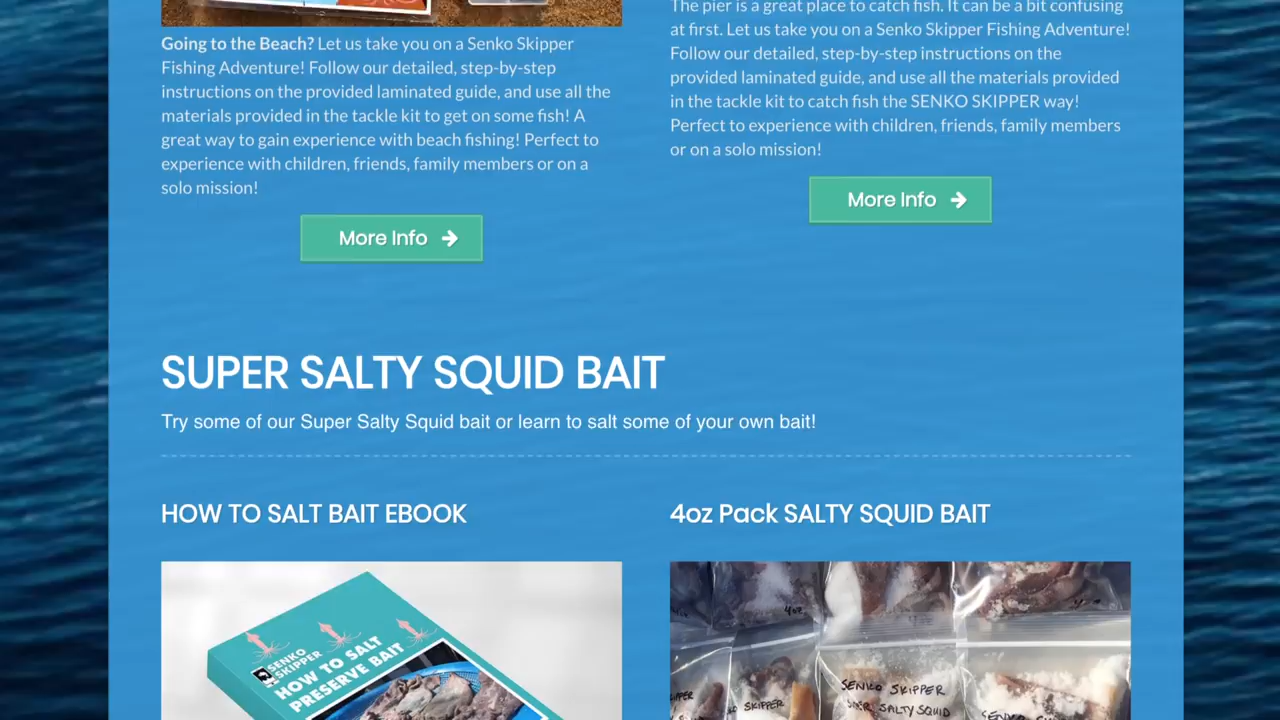 Going to the Beach? Let us take you on a Senko Skipper
Fishing Adventure! Follow our detailed, step-by-step
instructions on the provided laminated guide, and use all the
materials provided in the tackle kit to get on some fish! A
great way to gain experience with beach fishing! Perfect to
experience with children, friends, family members or on a
solo mission!
More Info
The pier is a great place to catch fish. It can be a bit confusing
at first. Let us take you on a Senko Skipper Fishing Adventure!
Follow our detailed, step-by-step instructions on the
provided laminated guide, and use all the materials provided
in the tackle kit to catch fish the SENKO SKIPPER way!
Perfect to experience with children, friends, family members
or on a solo mission!
More Info
SUPER SALTY SQUID BAIT
Try some of our Super Salty Squid bait or learn to salt some of your own bait!
HOW TO SALT BAIT EBOOK
SENKO
SKIPPER
HOW TO SALT
PRESERVE BAIT
4oz Pack SALTY SQUID BAIT
4oz
SKIPPER
SENKO SKIPPER
SUPER SALTY SQUID